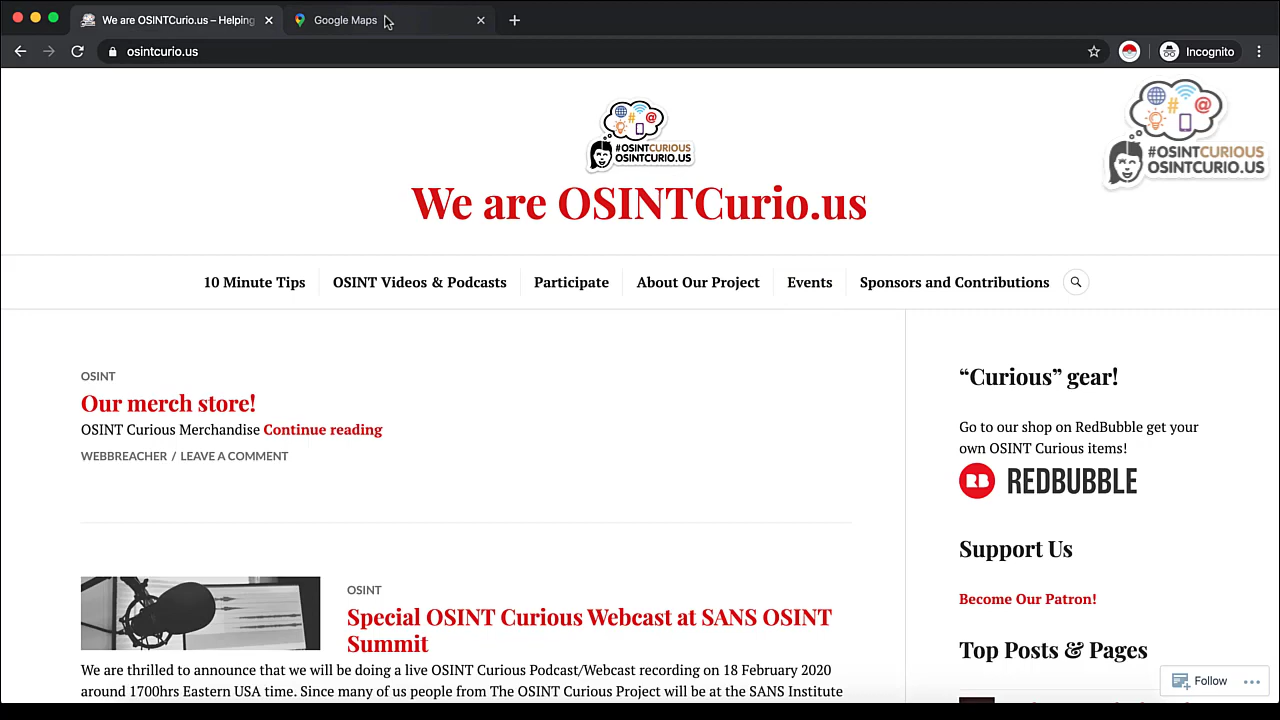 We are OSINTCurio.us – Helping
Google Maps
osintcurio.us
Incognito
#OSINTCURIOUS
OSINTCURIO.US
#OSINTCURIOUS
OSINTCURIO.US
We are OSINTCurio.us
10 Minute Tips
OSINT Videos & Podcasts
Participate
About Our Project
Events
Sponsors and Contributions
OSINT
Our merch store!
OSINT Curious Merchandise Continue reading
WEBBREACHER / LEAVE A COMMENT
OSINT
Special OSINT Curious Webcast at SANS OSINT
Summit
We are thrilled to announce that we will be doing a live OSINT Curious Podcast/Webcast recording on 18 February 2020
around 1700hrs Eastern USA time. Since many of us people from The OSINT Curious Project will be at the SANS Institute
“Curious” gear!
Go to our shop on RedBubble get your
own OSINT Curious items!
RB REDBUBBLE
Support Us
Become Our Patron!
Top Posts & Pages
Follow